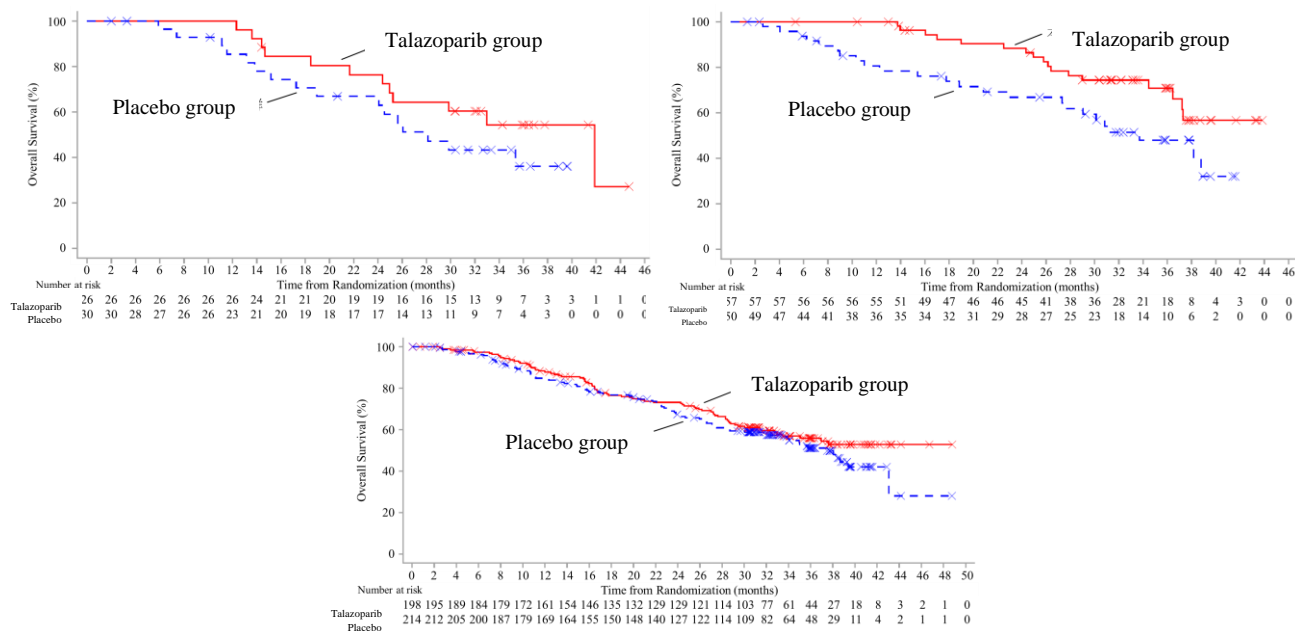 100
80
60
40
20
0
Overall Survival (%)
Talazoparib group
Placebo group
0 2 4 6 8 10 12 14 16 18 20 22 24 26 28 30 32 34 36 38 40 42 44 46
Number at risk
Time from Randomization (months)
Talazoparib 26 26 26 26 26 26 26 24 21 21 20 19 19 16 16 15 13 9 7 3 3 1 1 0
Placebo 30 30 28 27 26 26 23 21 20 19 18 17 17 14 13 11 9 7 4 3 0 0 0 0
100
80
60
40
20
0
Overall Survival (%)
Talazoparib group
Placebo group
0 2 4 6 8 10 12 14 16 18 20 22 24 26 28 30 32 34 36 38 40 42 44 46
Number at risk
Time from Randomization (months)
Talazoparib 57 57 57 56 56 56 55 51 49 47 46 46 45 41 38 36 28 21 18 8 4 3 0 0
Placebo 50 49 47 44 41 38 36 35 34 32 31 29 28 27 25 23 18 14 10 6 2 0 0 0
100
80
60
40
20
0
Overall Survival (%)
Talazoparib group
Placebo group
0 2 4 6 8 10 12 14 16 18 20 22 24 26 28 30 32 34 36 38 40 42 44 46 48 50
Number at risk
Time from Randomization (months)
Talazoparib 198 195 189 184 179 172 161 154 146 135 132 129 129 121 114 103 77 61 44 27 18 8 3 2 1 0
Placebo 214 212 205 200 187 179 169 164 155 150 148 140 127 122 114 109 82 64 48 29 11 4 2 1 1 0